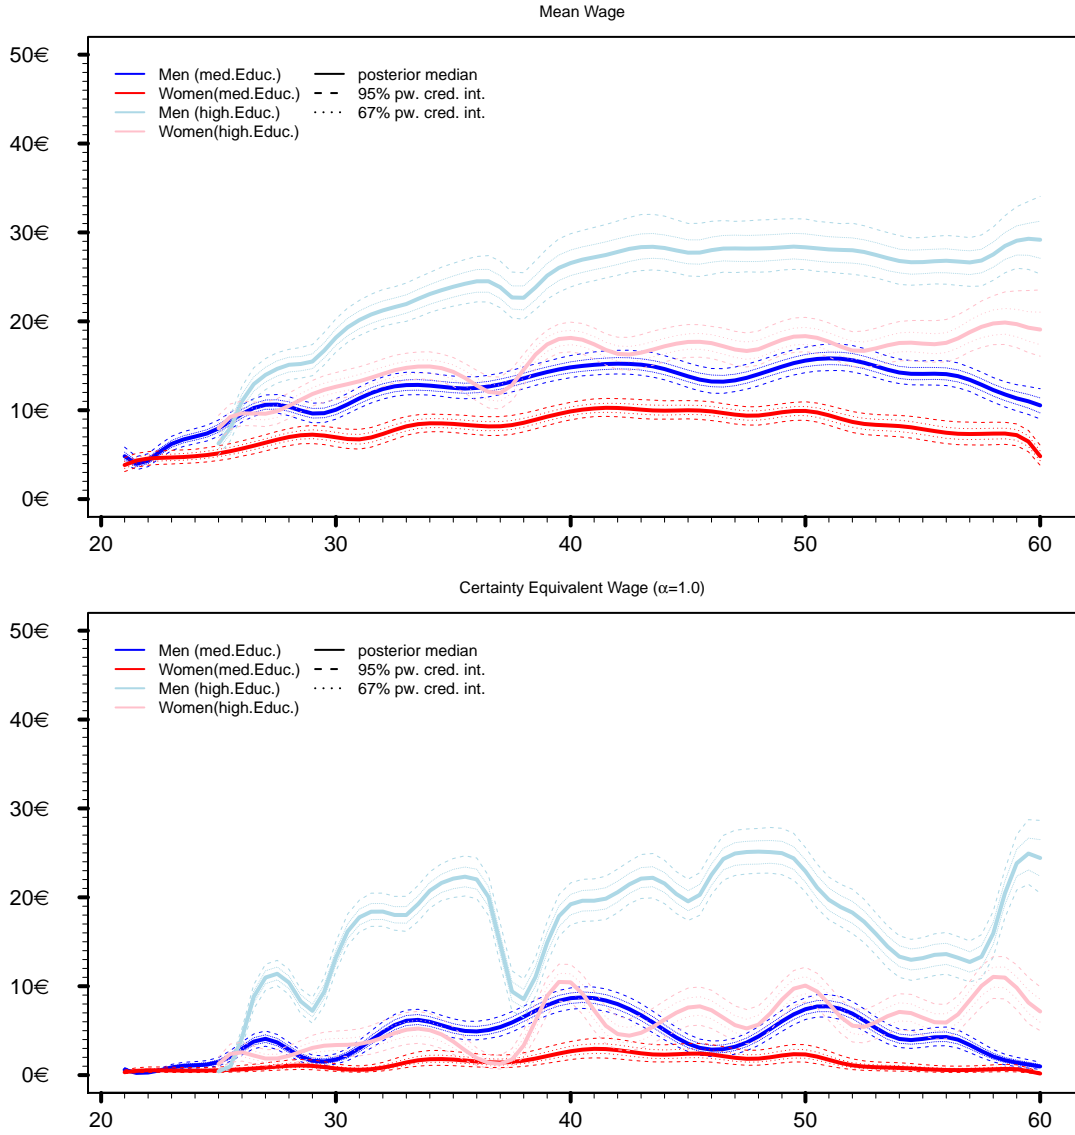 Mean Wage
50€
40€
30€
20€
10€
0€
Men (med.Educ.)
Women(med.Educ.)
Men (high.Educ.)
Women(high.Educ.)
posterior median
95% pw. cred. int.
67% pw. cred. int.
20 30 40 50 60
Certainty Equivalent Wage (α=1.0)
50€
40€
30€
20€
10€
0€
Men (med.Educ.)
Women(med.Educ.)
Men (high.Educ.)
Women(high.Educ.)
posterior median
95% pw. cred. int.
67% pw. cred. int.
20 30 40 50 60